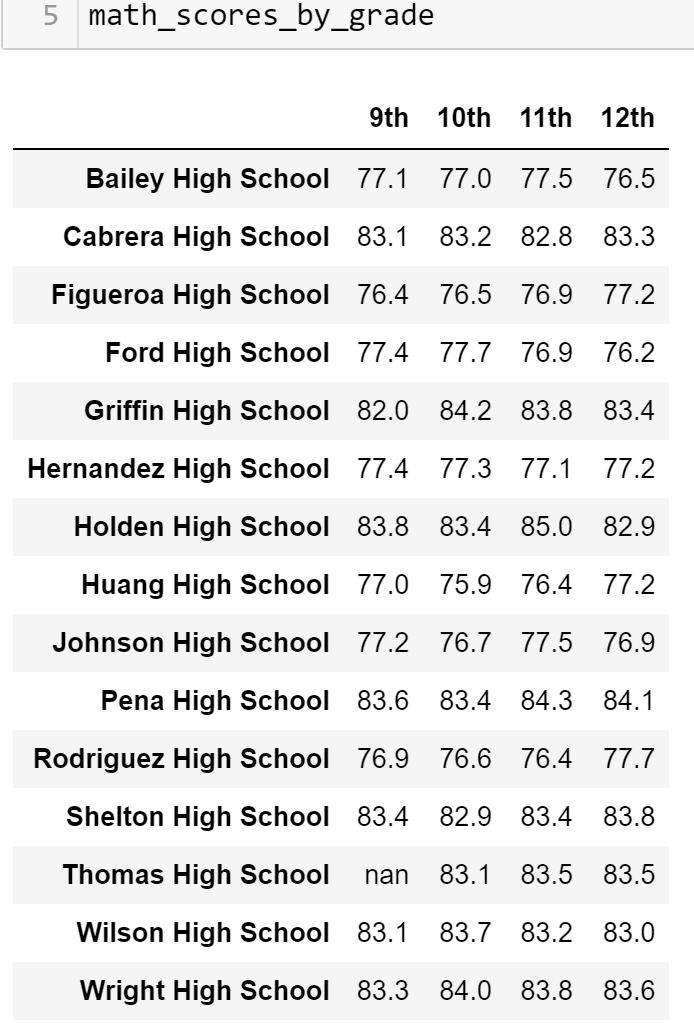 5 math_scores_by_grade
9th 10th 11th 12th
Bailey High School 77.1 77.0 77.5 76.5
Cabrera High School 83.1 83.2 82.8 83.3
Figueroa High School 76.4 76.5 76.9 77.2
Ford High School 77.4 77.7 76.9 76.2
Griffin High School 82.0 84.2 83.8 83.4
Hernandez High School 77.4 77.3 77.1 77.2
Holden High School 83.8 83.4 85.0 82.9
Huang High School 77.0 75.9 76.4 77.2
Johnson High School 77.2 76.7 77.5 76.9
Pena High School 83.6 83.4 84.3 84.1
Rodriguez High School 76.9 76.6 76.4 77.7
Shelton High School 83.4 82.9 83.4 83.8
Thomas High School nan 83.1 83.5 83.5
Wilson High School 83.1 83.7 83.2 83.0
Wright High School 83.3 84.0 83.8 83.6